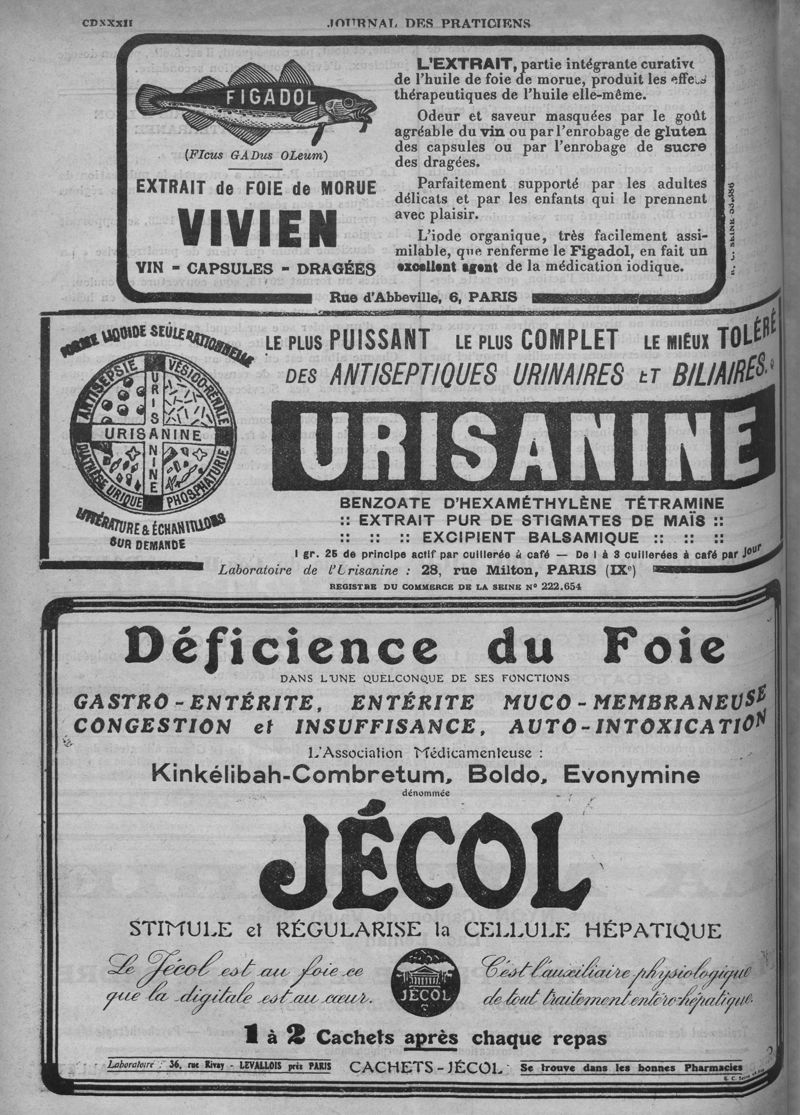 CDXXXII
JOURNAL DES PRATICIENS
FIGADOL
(FIcus GADus OLeum)
EXTRAIT de FOIE de MORUE
VIVIEN
VIN - CAPSULES - DRAGÉES
L'EXTRAIT, partie intégrante curative
de l'huile de foie de morue, produit les effets
thérapeutiques de l'huile elle-même.
Odeur et saveur masquées par le goût
agréable du vin ou par l'enrobage de gluten
des capsules ou par l'enrobage de sucre
des dragées.
Parfaitement supporté par les adultes
délicats et par les enfants qui le prennent
avec plaisir.
L'iode organique, très facilement assi-
milable, que renferme le Figadol, en fait un
excellent agent de la médication iodique.
Rue d'Abbeville, 6, PARIS
FORME LIQUIDE SEULE RATIONNELLE
ANTISEPSIE VÉSICO-RÉNALE
URISANINE
URISANINE
DIATHÈSE URIQUE PHOSPHATURIE
LITTÉRATURE & ÉCHANTILLONS
SUR DEMANDE
LE PLUS PUISSANT LE PLUS COMPLET LE MIEUX TOLÉRÉ
DES ANTISEPTIQUES URINAIRES ET BILIAIRES.
URISANINE
BENZOATE D'HEXAMÉTHYLÈNE TÉTRAMINE
:: EXTRAIT PUR DE STIGMATES DE MAÏS ::
:: :: :: EXCIPIENT BALSAMIQUE :: :: ::
1 gr. 25 de principe actif par cuillerée à café — De 1 à 3 cuillerées à café par jour
Laboratoire de l'Urisanine : 28, rue Milton, PARIS (IXe)
REGISTRE DU COMMERCE DE LA SEINE No 222.654
Déficience du Foie
DANS L'UNE QUELCONQUE DE SES FONCTIONS
GASTRO-ENTÉRITE, ENTÉRITE MUCO-MEMBRANEUSE
CONGESTION et INSUFFISANCE, AUTO-INTOXICATION
L'Association Médicamenteuse :
Kinkélibah-Combretum, Boldo, Evonymine
dénommée
JÉCOL
STIMULE et RÉGULARISE la CELLULE HÉPATIQUE
Le Jécol est au foie ce
que la digitale est au cœur.
JÉCOL
C'est l'auxiliaire physiologique
de tout traitement entéro-hépatique.
1 à 2 Cachets après chaque repas
Laboratoire : 36, rue Rivay - LEVALLOIS près PARIS
CACHETS-JÉCOL
Se trouve dans les bonnes Pharmacies